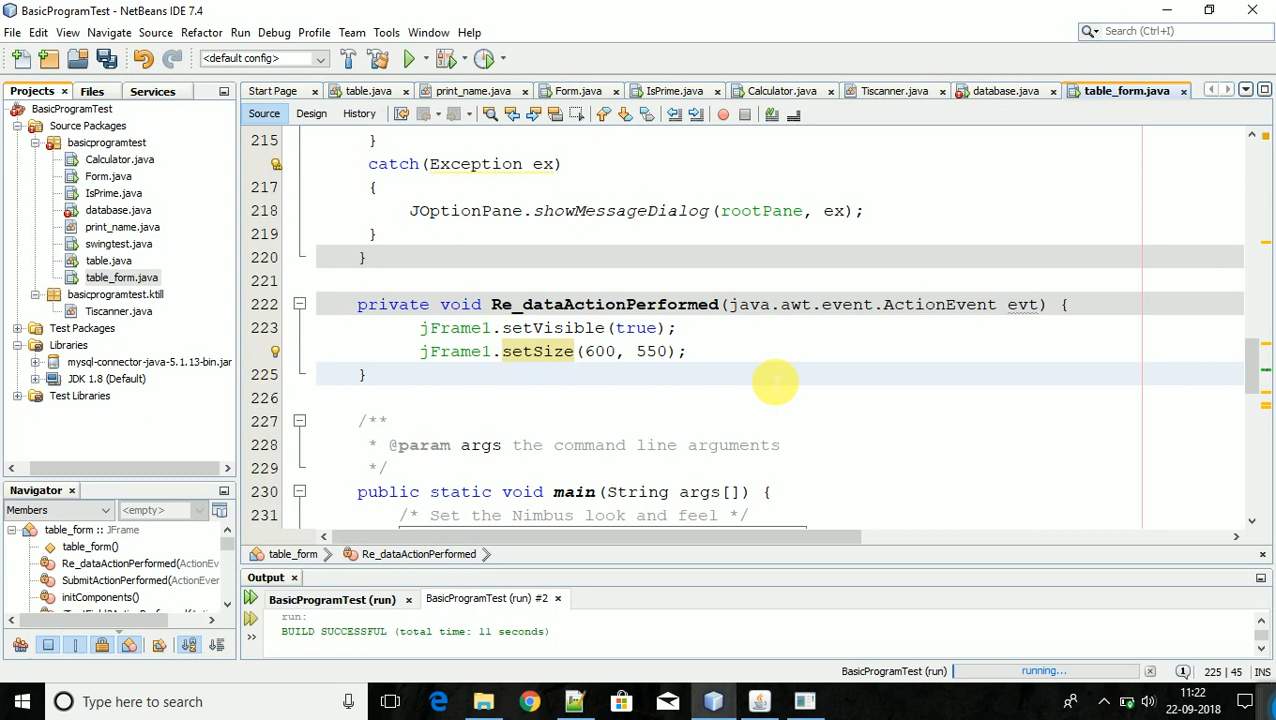 BasicProgramTest - NetBeans IDE 7.4
File Edit View Navigate Source Refactor Run Debug Profile Team Tools Window Help
Search (Ctrl+I)
<default config>
Projects Files Services
Start Page table.java print_name.java Form.java IsPrime.java Calculator.java Tiscanner.java database.java table_form.java
Source Design History
BasicProgramTest
Source Packages
basicprogramtest
Calculator.java
Form.java
IsPrime.java
database.java
print_name.java
swingtest.java
table.java
table_form.java
basicprogramtest.ktill
Tiscanner.java
Test Packages
Libraries
mysql-connector-java-5.1.13-bin.jar
JDK 1.8 (Default)
Test Libraries
215 }
catch(Exception ex)
217 {
218 JOptionPane.showMessageDialog(rootPane, ex);
219 }
220 }
221
222 private void Re_dataActionPerformed(java.awt.event.ActionEvent evt) {
223 jFrame1.setVisible(true);
jFrame1.setSize(600, 550);
225 }
226
227 /**
228 * @param args the command line arguments
229 */
230 public static void main(String args[]) {
231 /* Set the Nimbus look and feel */
table_form Re_dataActionPerformed
Navigator
Members <empty>
table_form :: JFrame
table_form()
Re_dataActionPerformed(ActionEv
SubmitActionPerformed(ActionEver
initComponents()
Output
BasicProgramTest (run) BasicProgramTest (run) #2
run:
BUILD SUCCESSFUL (total time: 11 seconds)
BasicProgramTest (run) running... 1 225 | 45 INS
Type here to search
11:22
22-09-2018